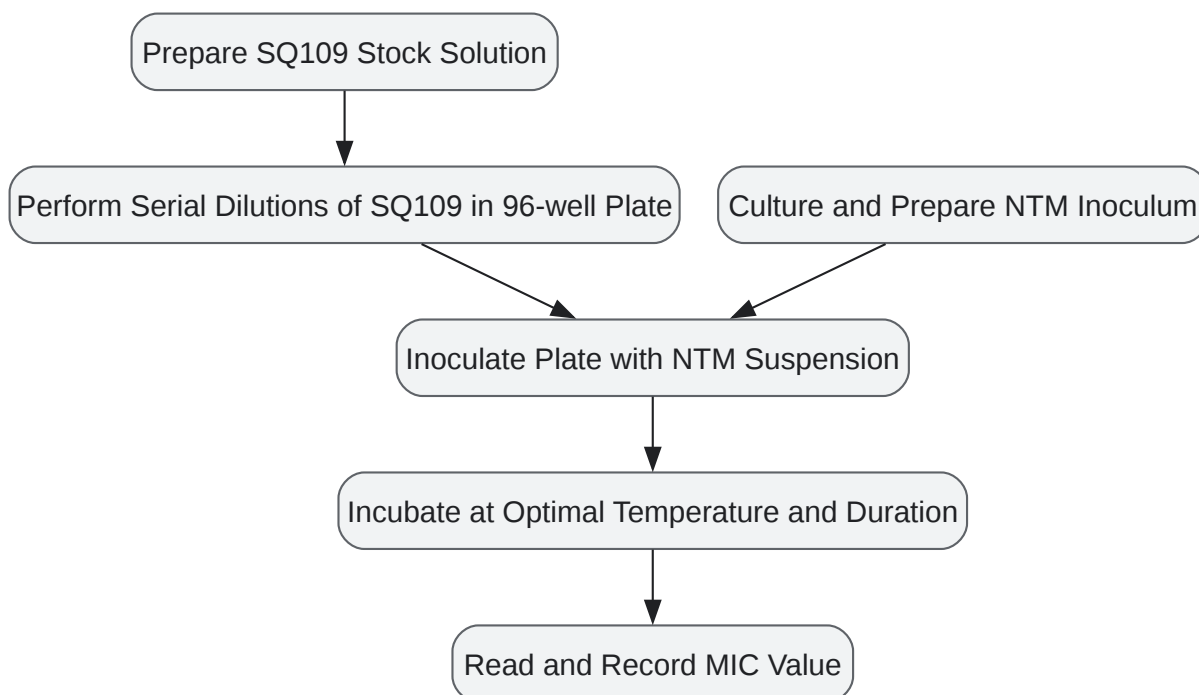 Prepare SQ109 Stock Solution
Perform Serial Dilutions of SQ109 in 96-well Plate
Culture and Prepare NTM Inoculum
Inoculate Plate with NTM Suspension
Incubate at Optimal Temperature and Duration
Read and Record MIC Value